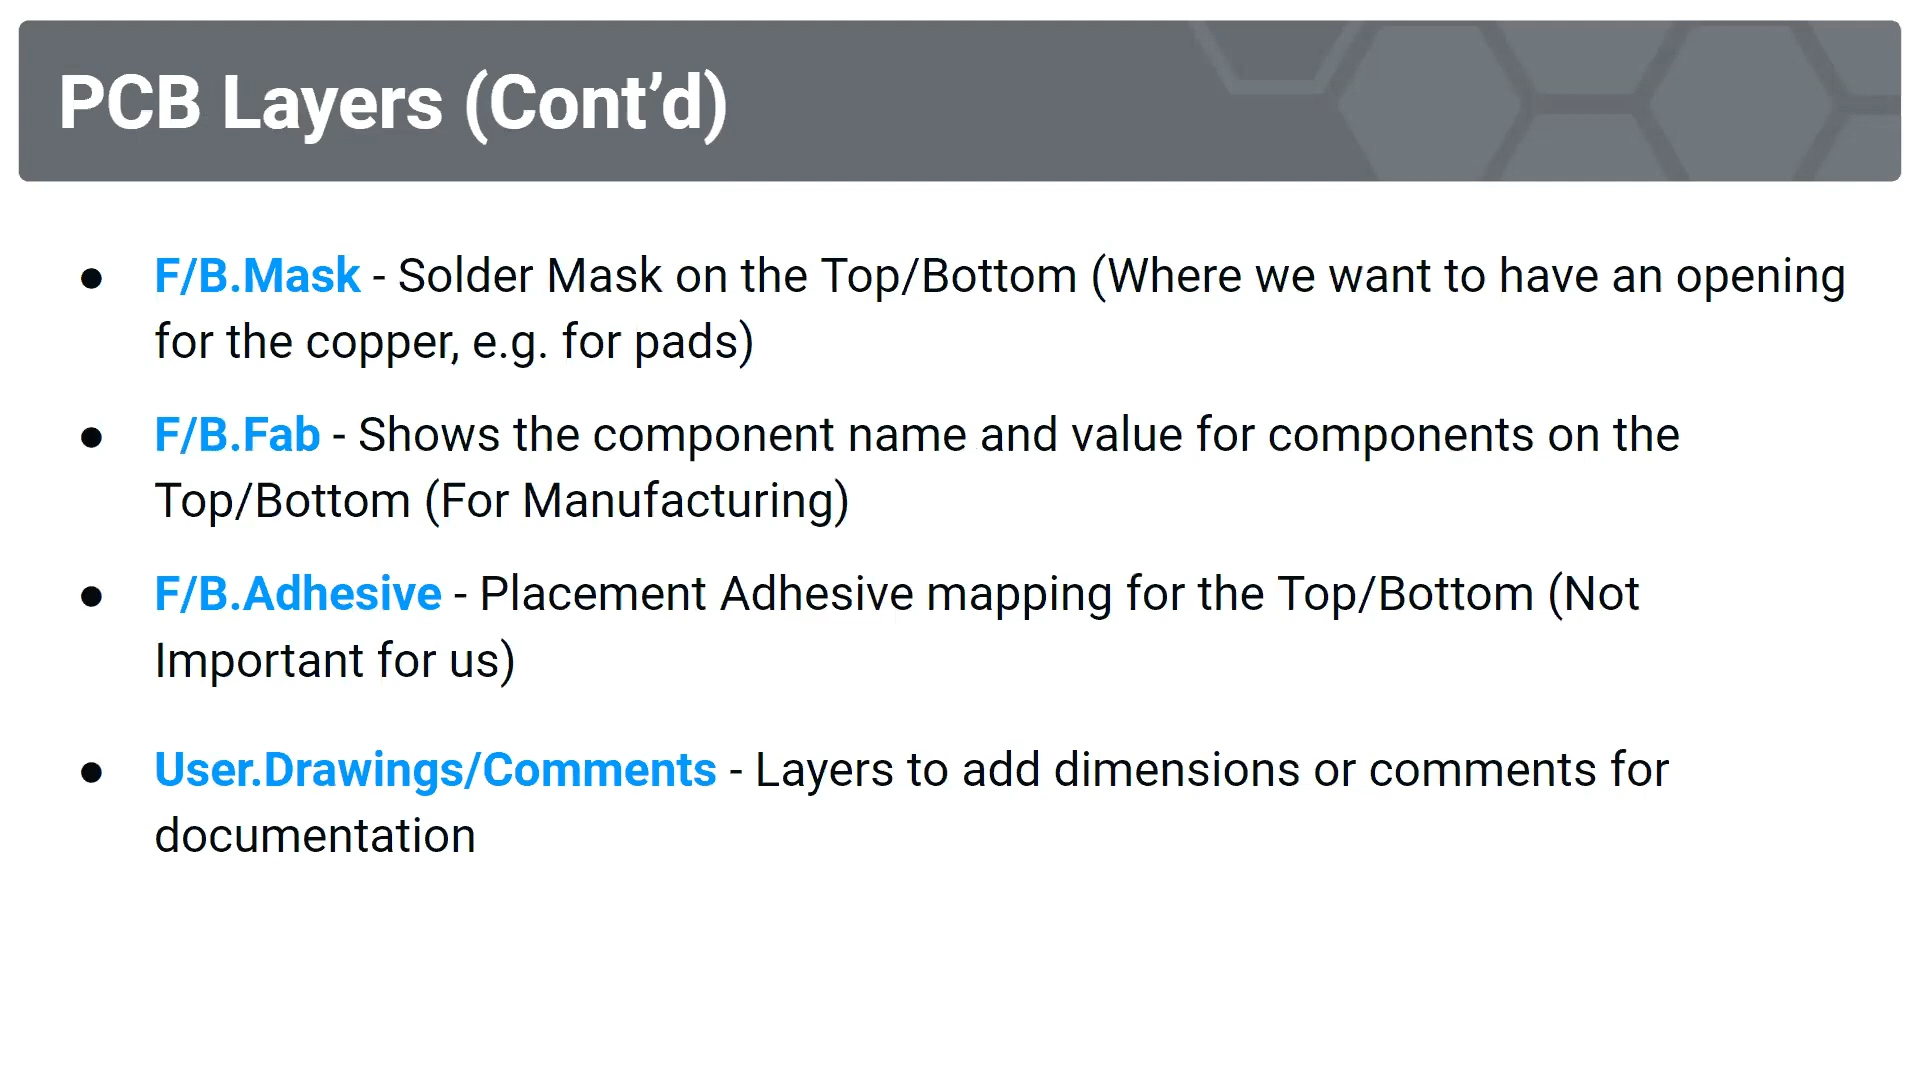 PCB Layers (Cont’d)
● F/B.Mask - Solder Mask on the Top/Bottom (Where we want to have an opening
for the copper, e.g. for pads)
● F/B.Fab - Shows the component name and value for components on the
Top/Bottom (For Manufacturing)
● F/B.Adhesive - Placement Adhesive mapping for the Top/Bottom (Not
Important for us)
● User.Drawings/Comments - Layers to add dimensions or comments for
documentation